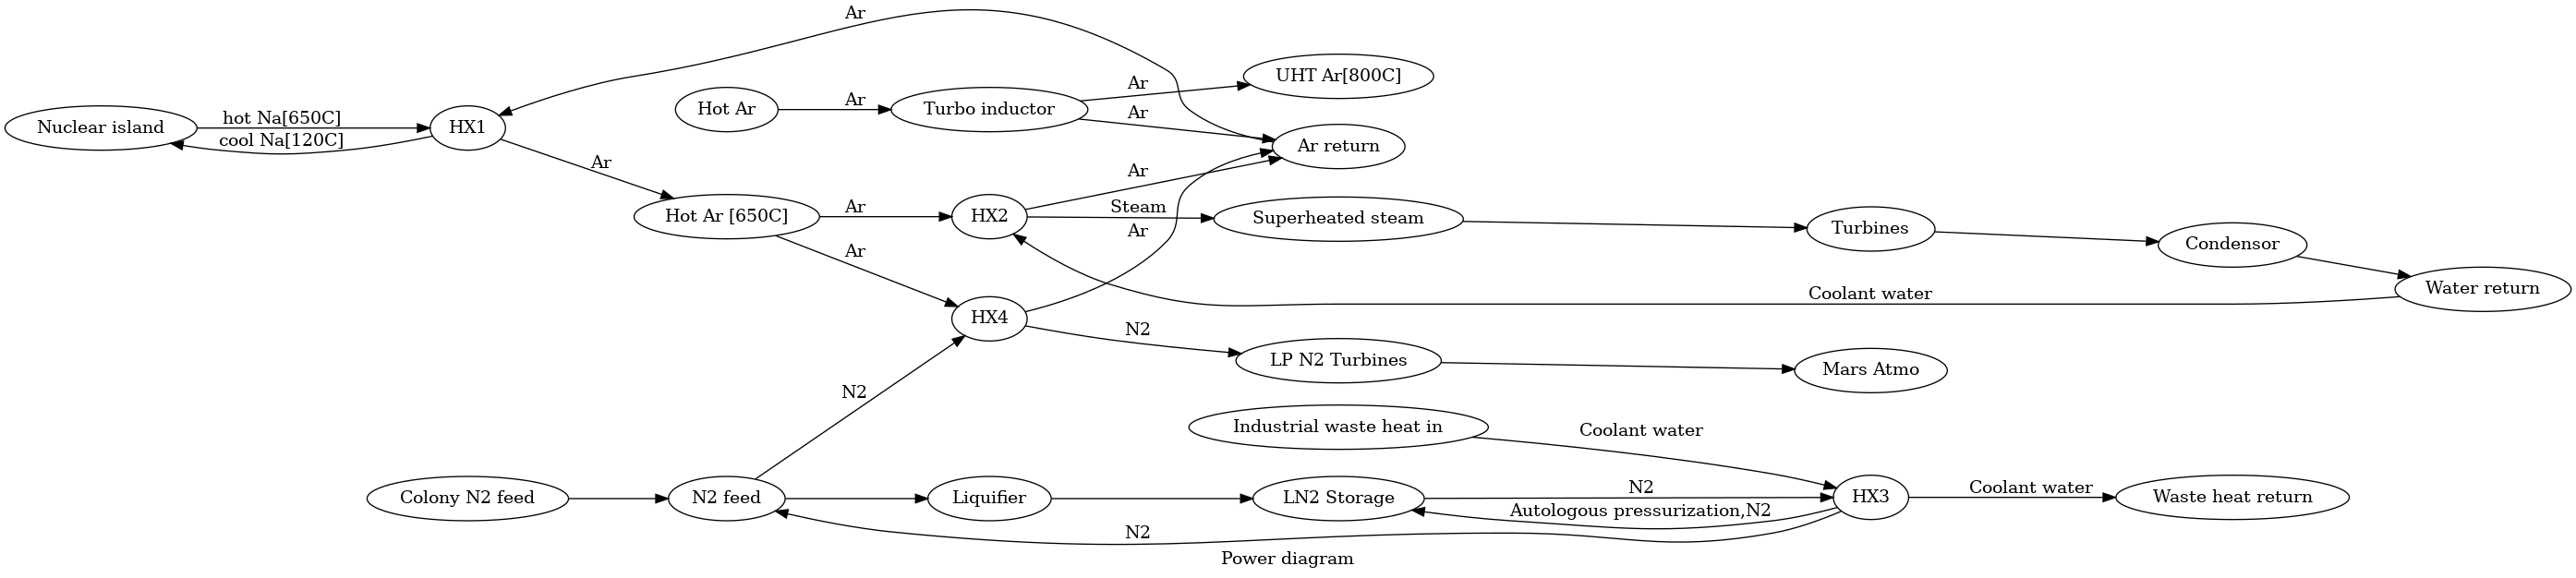 Ar
UHT Ar[800C]
Hot Ar
Ar
Turbo inductor
Ar
Ar
Nuclear island
hot Na[650C]
cool Na[120C]
HX1
Ar
Ar return
Ar
Hot Ar [650C]
Ar
HX2
Steam
Superheated steam
Turbines
Condensor
Ar
Ar
Coolant water
Water return
HX4
N2
LP N2 Turbines
Mars Atmo
N2
Industrial waste heat in
Coolant water
Colony N2 feed
N2 feed
Liquifier
LN2 Storage
N2
HX3
Coolant water
Waste heat return
Autologous pressurization,N2
N2
Power diagram